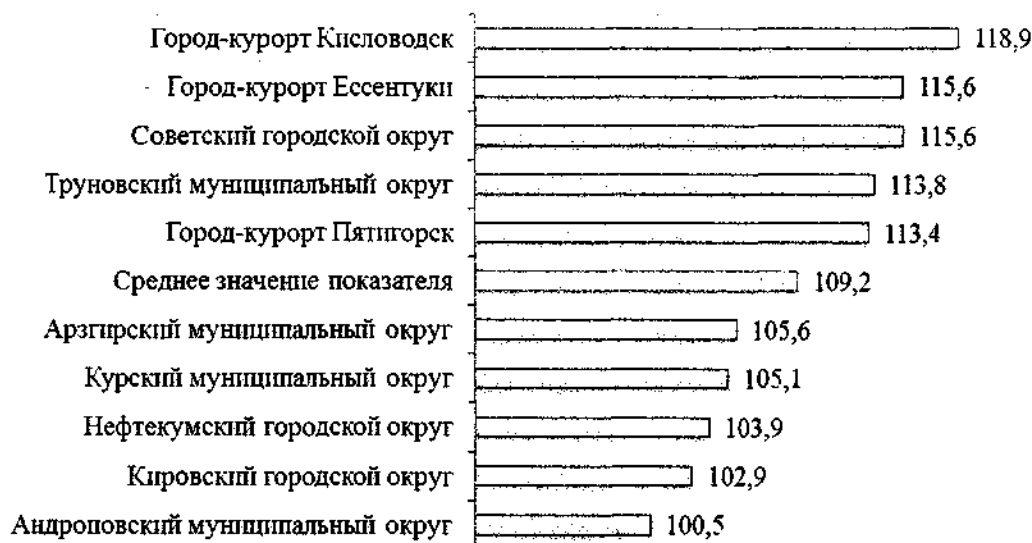 Город-курорт Кисловодск 118,9
Город-курорт Ессентуки 115,6
Советский городской округ 115,6
Труновский муниципальный округ 113,8
Город-курорт Пятигорск 113,4
Среднее значение показателя 109,2
Арзгирский муниципальный округ 105,6
Курский муниципальный округ 105,1
Нефтекумский городской округ 103,9
Кировский городской округ 102,9
Андроповский муниципальный округ 100,5